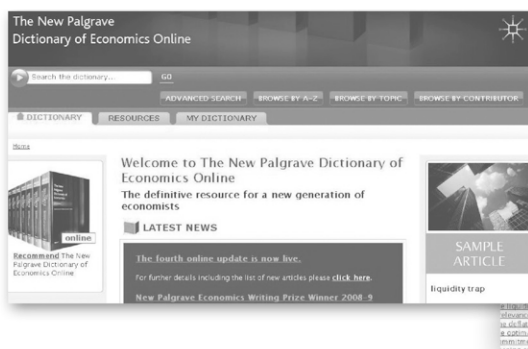 The New Palgrave
Dictionary of Economics Online
Search the dictionary...
GO
ADVANCED SEARCH
BROWSE BY A-Z
BROWSE BY TOPIC
BROWSE BY CONTRIBUTOR
DICTIONARY
RESOURCES
MY DICTIONARY
Home
online
Recommend The New
Palgrave Dictionary of
Economics Online
Welcome to The New Palgrave Dictionary of
Economics Online
The definitive resource for a new generation of
economists
LATEST NEWS
The fourth online update is now live.
For further details including the list of new articles please click here.
New Palgrave Economics Writing Prize Winner 2008-9
SAMPLE
ARTICLE
liquidity trap